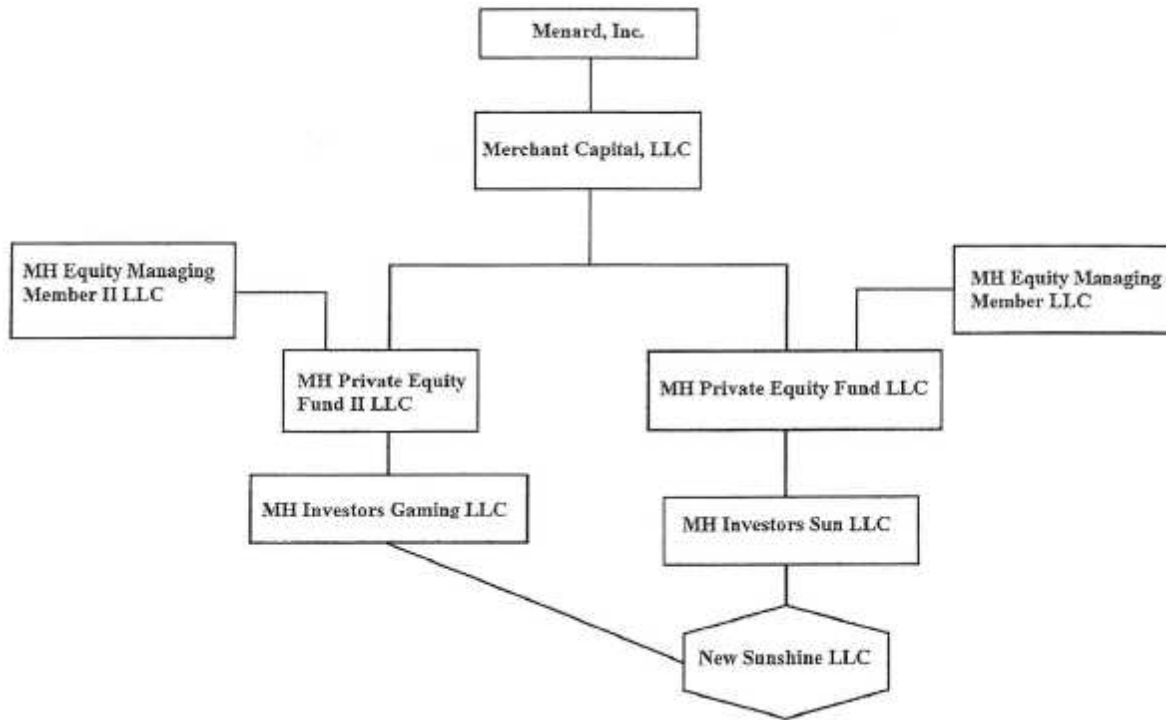 Menard, Inc.
Merchant Capital, LLC
MH Equity Managing
Member II LLC
MH Equity Managing
Member LLC
MH Private Equity
Fund II LLC
MH Private Equity Fund LLC
MH Investors Gaming LLC
MH Investors Sun LLC
New Sunshine LLC